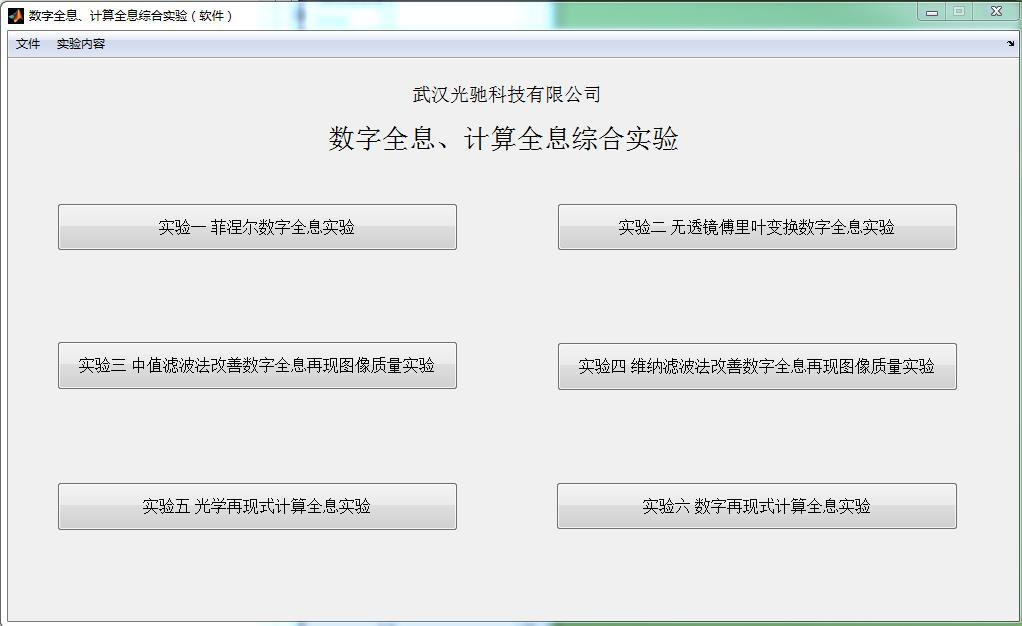 数字全息、计算全息综合实验（软件）
文件 实验内容
武汉光驰科技有限公司
数字全息、计算全息综合实验
实验一 菲涅尔数字全息实验
实验二 无透镜傅里叶变换数字全息实验
实验三 中值滤波法改善数字全息再现图像质量实验
实验四 维纳滤波法改善数字全息再现图像质量实验
实验五 光学再现式计算全息实验
实验六 数字再现式计算全息实验